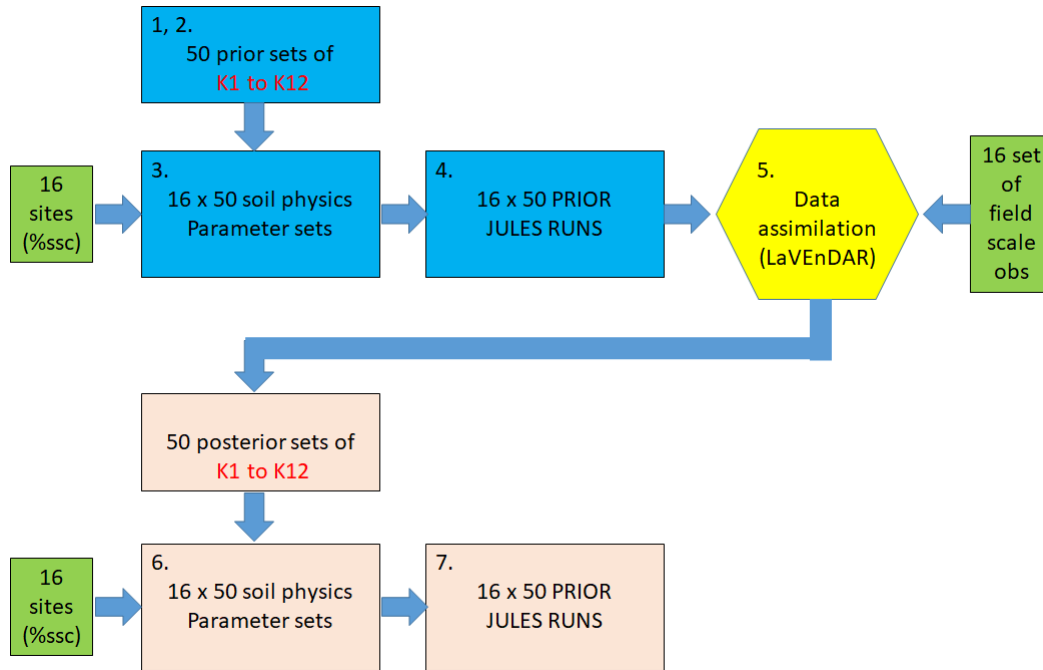 1, 2.
50 prior sets of
K1 to K12
16
sites
(%ssc)
3.
16 x 50 soil physics
Parameter sets
4.
16 x 50 PRIOR
JULES RUNS
5.
Data
assimilation
(LaVEnDAR)
16 set
of
field
scale
obs
50 posterior sets of
K1 to K12
16
sites
(%ssc)
6.
16 x 50 soil physics
Parameter sets
7.
16 x 50 PRIOR
JULES RUNS